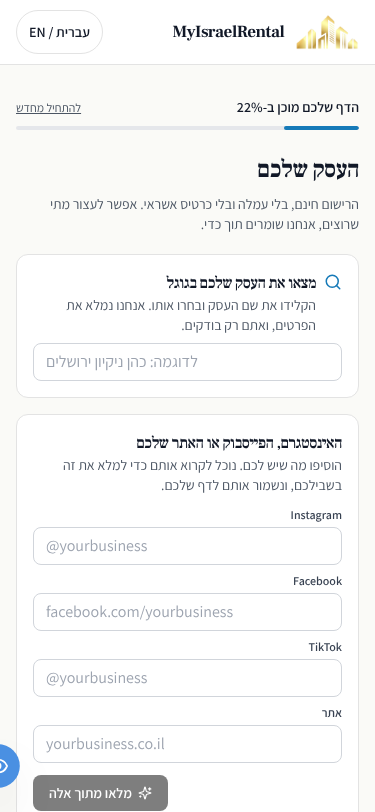 MyIsraelRental
עברית / EN
הדף שלכם מוכן ב-22%
להתחיל מחדש
העסק שלכם
הרישום חינם, בלי עמלה ובלי כרטיס אשראי. אפשר לעצור מתי
שרוצים, אנחנו שומרים תוך כדי.
מצאו את העסק שלכם בגוגל
הקלידו את שם העסק ובחרו אותו. אנחנו נמלא את
הפרטים, ואתם רק בודקים.
לדוגמה: כהן ניקיון ירושלים
האינסטגרם, הפייסבוק או האתר שלכם
הוסיפו מה שיש לכם. נוכל לקרוא אותם כדי למלא את זה
בשבילכם, ונשמור אותם לדף שלכם.
Instagram
@yourbusiness
Facebook
facebook.com/yourbusiness
TikTok
@yourbusiness
אתר
yourbusiness.co.il
מלאו מתוך אלה